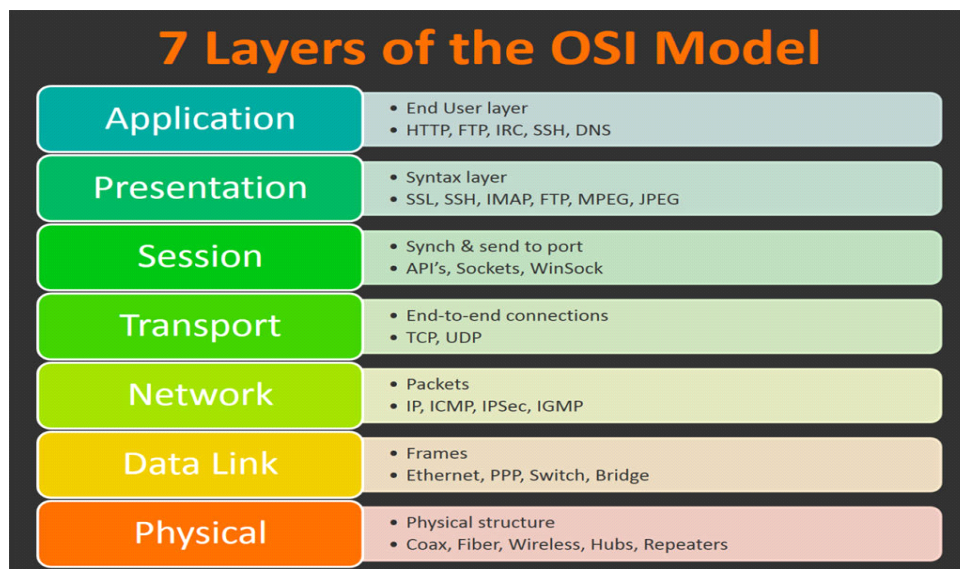 7 Layers of the OSI Model
Application
• End User layer
• HTTP, FTP, IRC, SSH, DNS
Presentation
• Syntax layer
• SSL, SSH, IMAP, FTP, MPEG, JPEG
Session
• Synch & send to port
• API’s, Sockets, WinSock
Transport
• End-to-end connections
• TCP, UDP
Network
• Packets
• IP, ICMP, IPSec, IGMP
Data Link
• Frames
• Ethernet, PPP, Switch, Bridge
Physical
• Physical structure
• Coax, Fiber, Wireless, Hubs, Repeaters